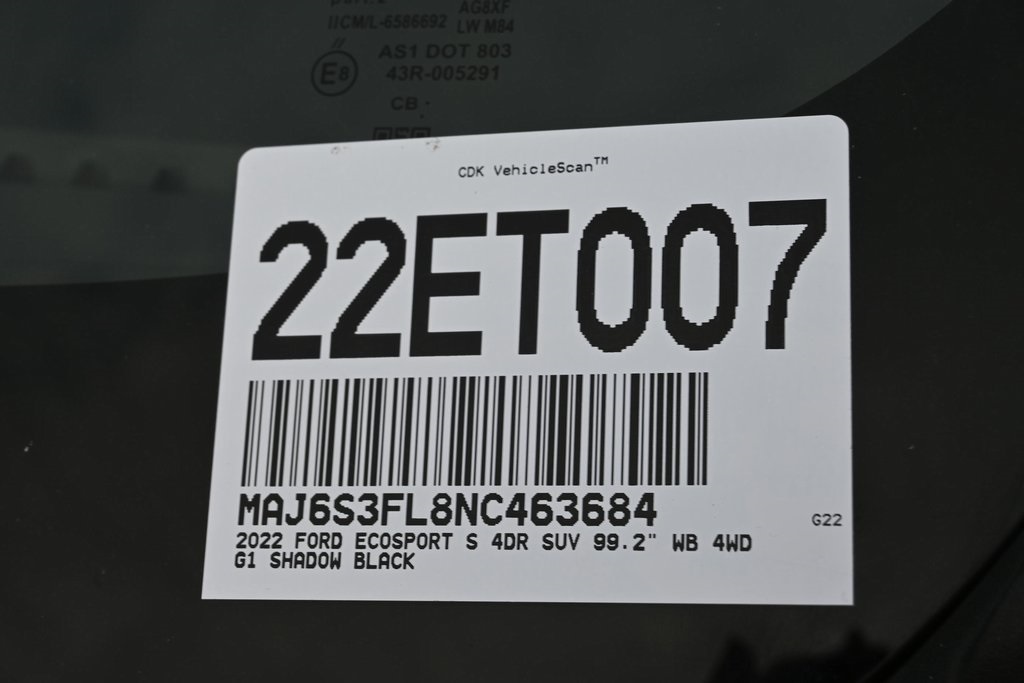 AG8XF
IICM/L-6586692 LW M84
AS1 DOT 803
E8 43R-005291
CB
CDK VehicleScan™
22ET007
MAJ6S3FL8NC463684
G22
2022 FORD ECOSPORT S 4DR SUV 99.2" WB 4WD
G1 SHADOW BLACK